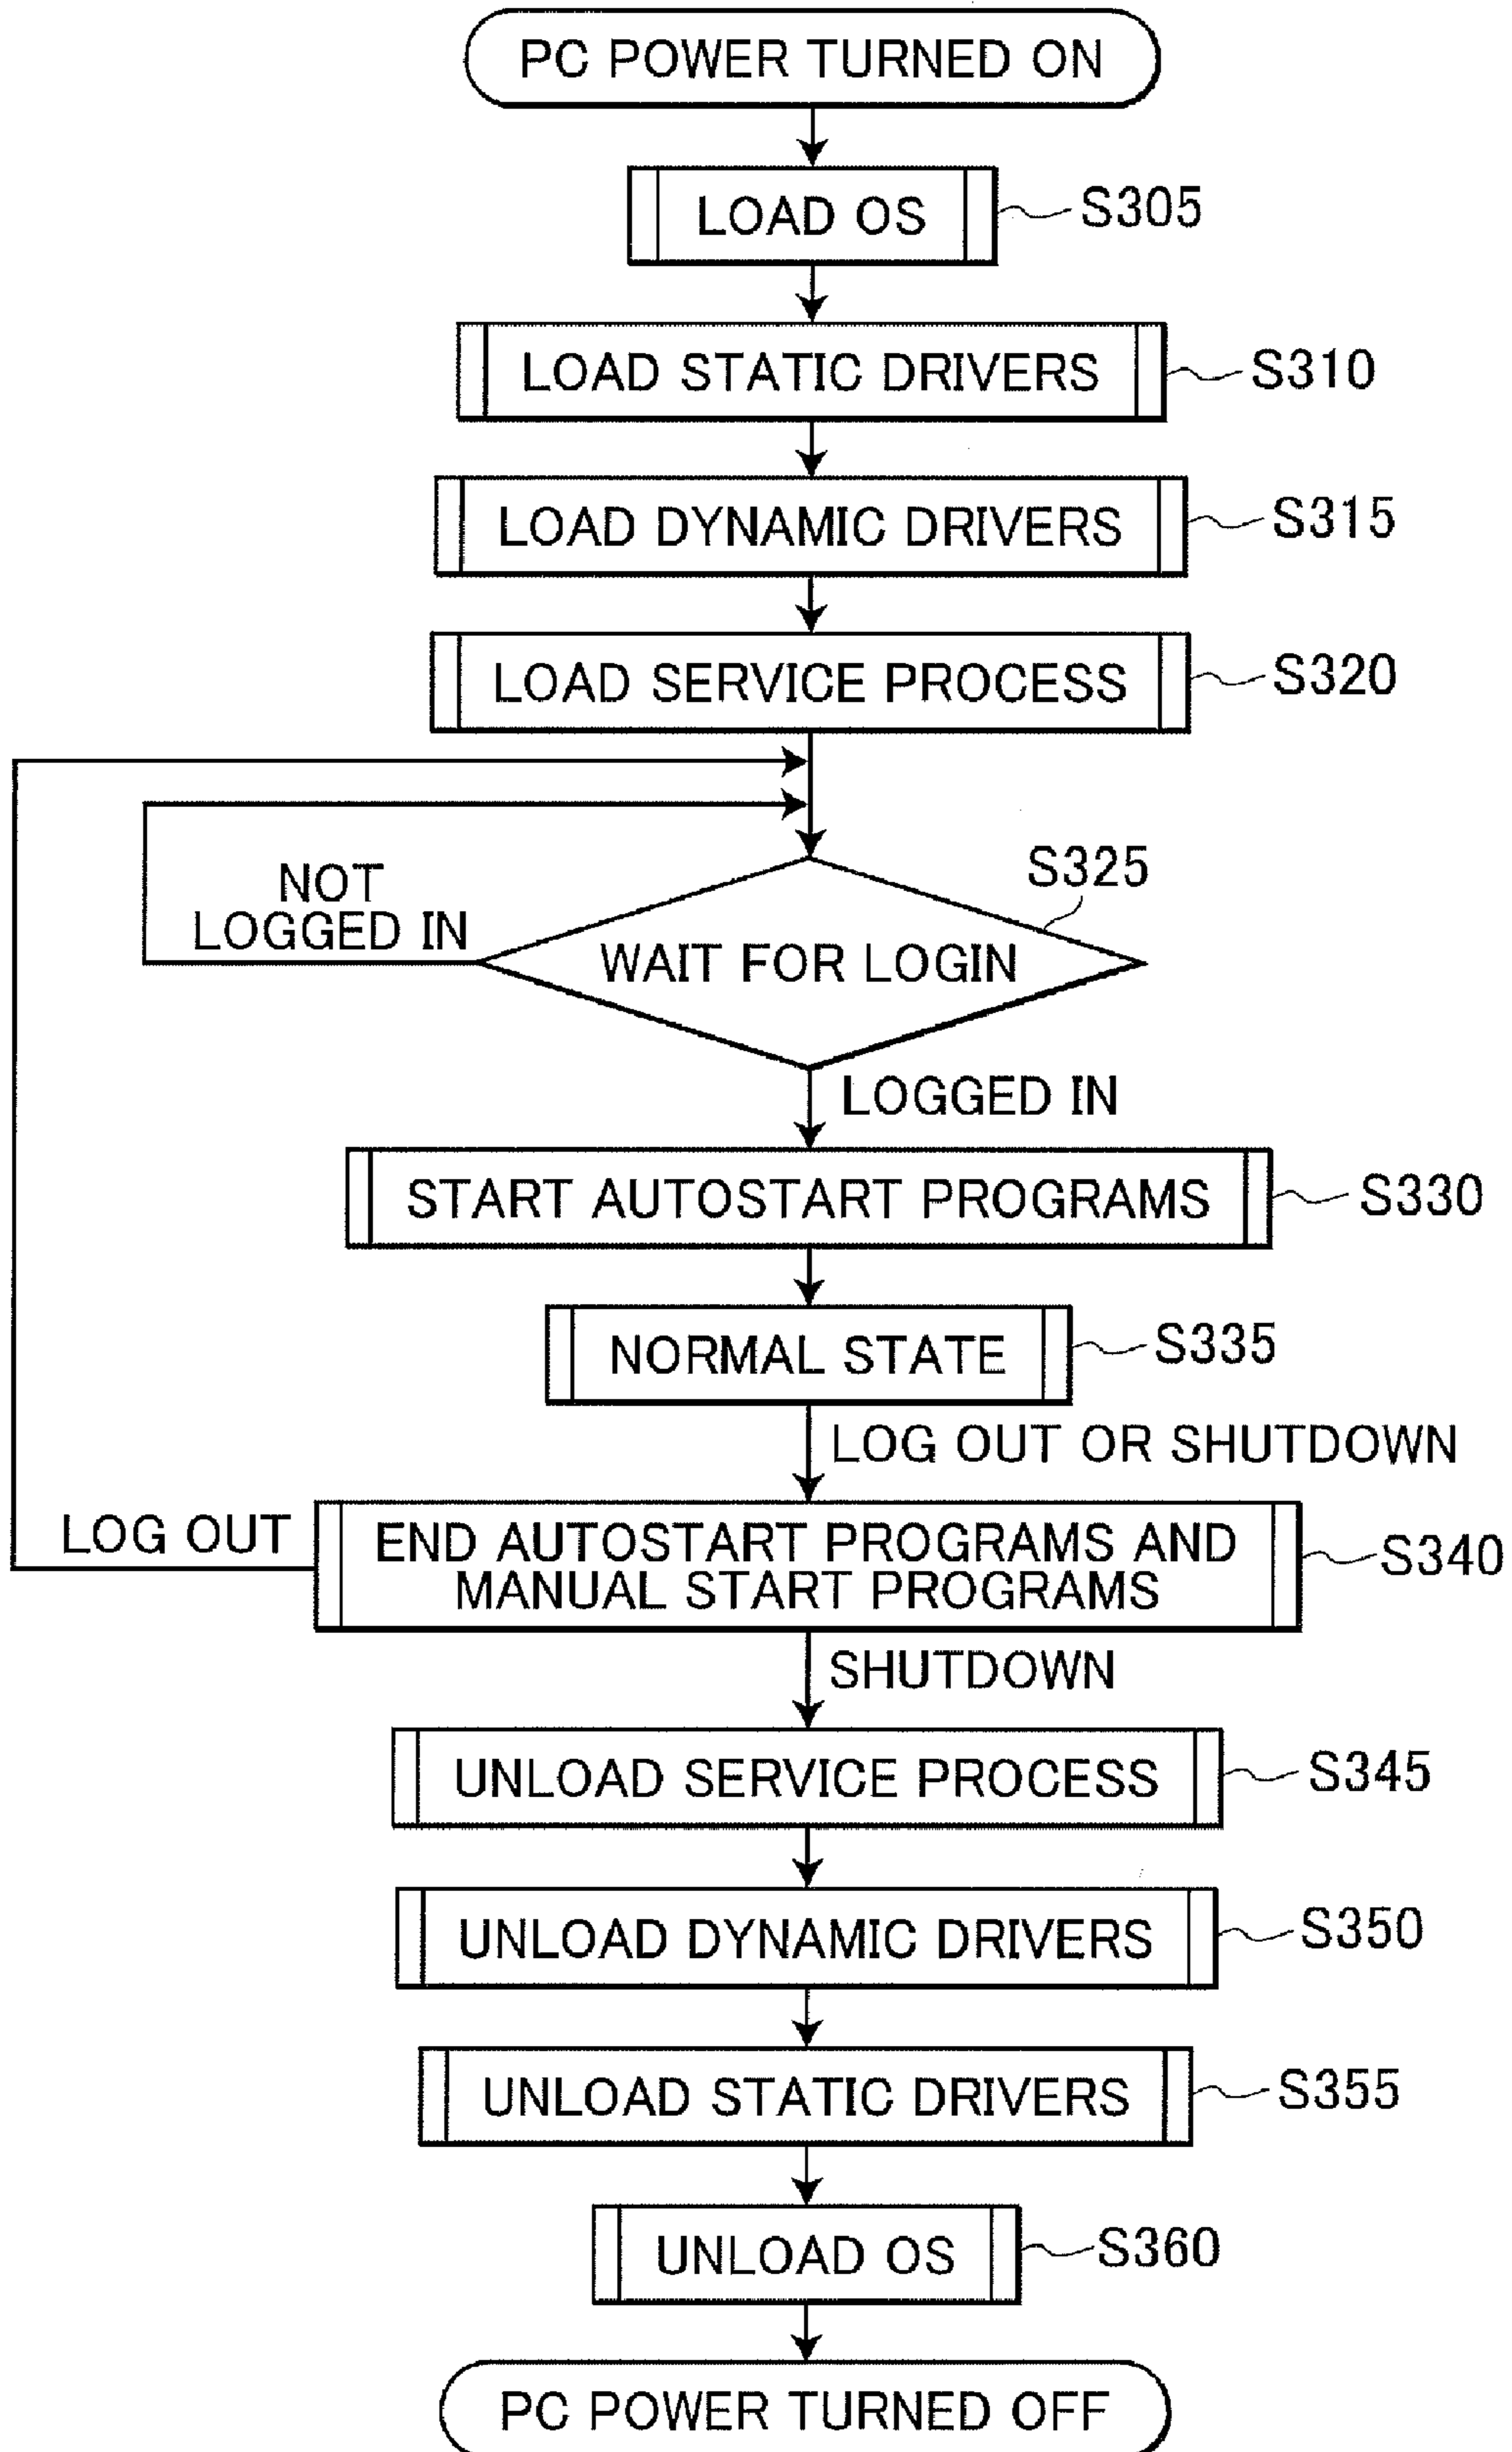 PC POWER TURNED ON
LOAD OS
S305
LOAD STATIC DRIVERS
S310
LOAD DYNAMIC DRIVERS
S315
LOAD SERVICE PROCESS
S320
S325
NOT
LOGGED IN
WAIT FOR LOGIN
LOGGED IN
START AUTOSTART PROGRAMS
S330
NORMAL STATE
S335
LOG OUT OR SHUTDOWN
LOG OUT
END AUTOSTART PROGRAMS AND
MANUAL START PROGRAMS
S340
SHUTDOWN
UNLOAD SERVICE PROCESS
S345
UNLOAD DYNAMIC DRIVERS
S350
UNLOAD STATIC DRIVERS
S355
UNLOAD OS
S360
PC POWER TURNED OFF